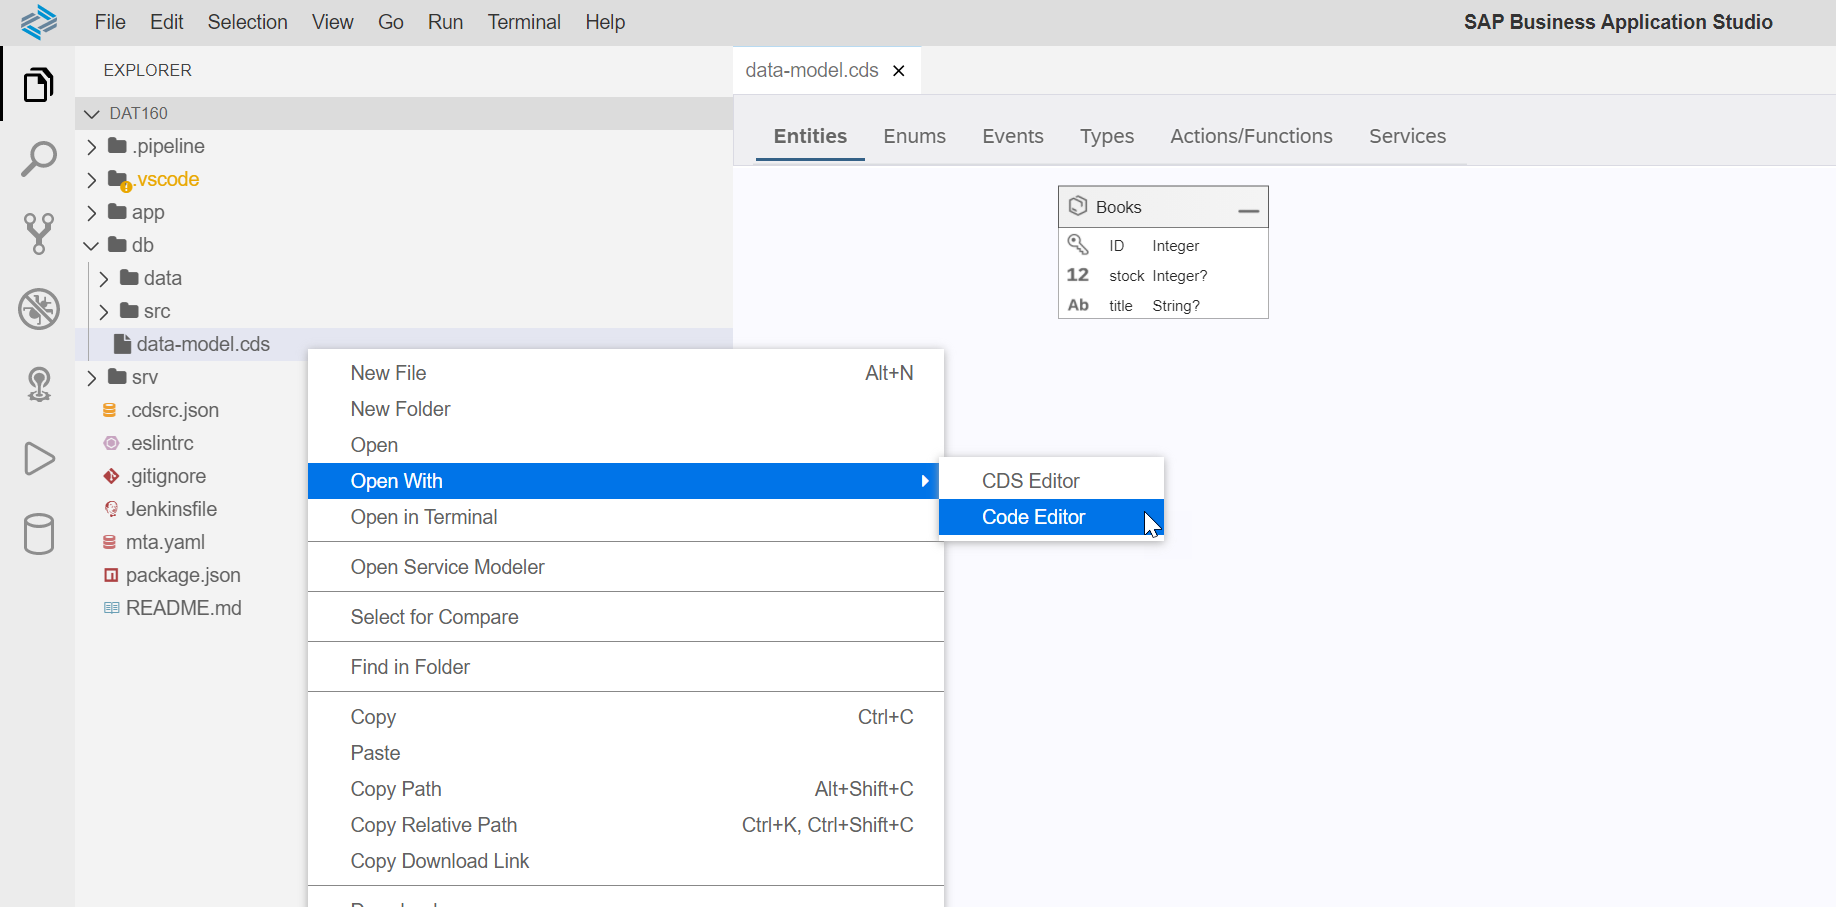 File Edit Selection View Go Run Terminal Help
SAP Business Application Studio
EXPLORER
DAT160
.pipeline
.vscode
app
db
data
src
data-model.cds
srv
.cdsrc.json
.eslintrc
.gitignore
Jenkinsfile
mta.yaml
package.json
README.md
data-model.cds
Entities Enums Events Types Actions/Functions Services
Books
ID Integer
12 stock Integer?
Ab title String?
New File Alt+N
New Folder
Open
Open With
Open in Terminal
Open Service Modeler
Select for Compare
Find in Folder
Copy Ctrl+C
Paste
Copy Path Alt+Shift+C
Copy Relative Path Ctrl+K, Ctrl+Shift+C
Copy Download Link
CDS Editor
Code Editor